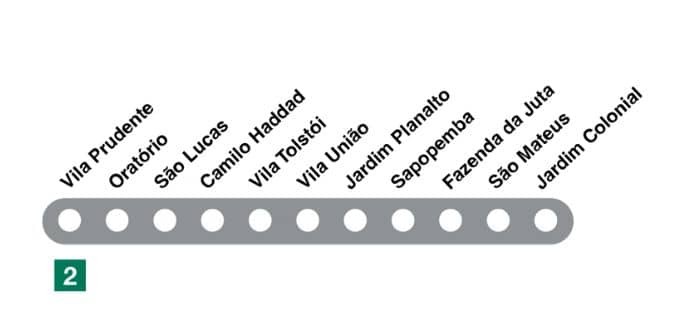 Vila Prudente
Oratório
São Lucas
Camilo Haddad
Vila Tolstói
Vila União
Jardim Planalto
Sapopemba
Fazenda da Juta
São Mateus
Jardim Colonial
2